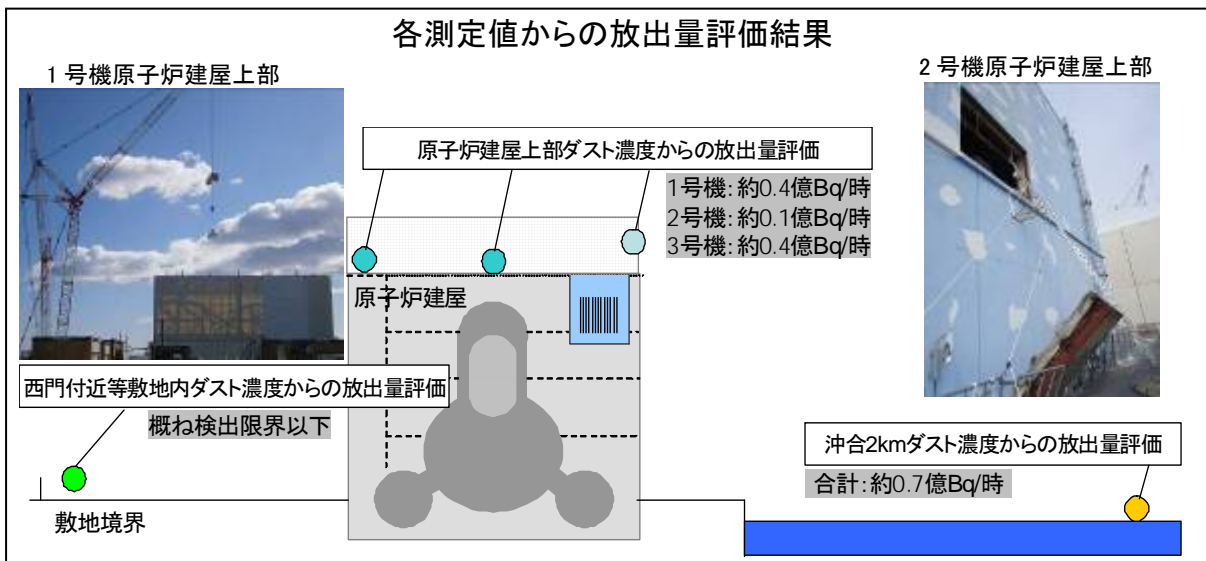 各測定値からの放出量評価結果
1号機原子炉建屋上部
2号機原子炉建屋上部
原子炉建屋上部ダスト濃度からの放出量評価
1号機:約0.4億Bq/時
2号機:約0.1億Bq/時
3号機:約0.4億Bq/時
原子炉建屋
西門付近等敷地内ダスト濃度からの放出量評価
概ね検出限界以下
沖合2kmダスト濃度からの放出量評価
合計:約0.7億Bq/時
敷地境界